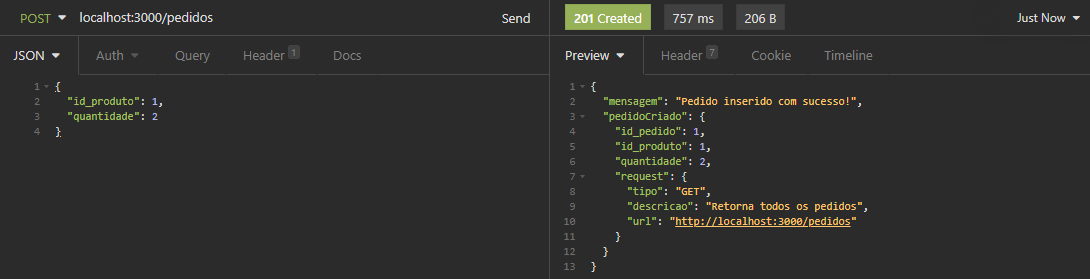 POST localhost:3000/pedidos Send
201 Created 757 ms 206 B Just Now
JSON Auth Query Header 1 Docs
Preview Header 7 Cookie Timeline
1 {
2 "id_produto": 1,
3 "quantidade": 2
4 }
1 {
2 "mensagem": "Pedido inserido com sucesso!",
3 "pedidoCriado": {
4 "id_pedido": 1,
5 "id_produto": 1,
6 "quantidade": 2,
7 "request": {
8 "tipo": "GET",
9 "descricao": "Retorna todos os pedidos",
10 "url": "http://localhost:3000/pedidos"
11 }
12 }
13 }